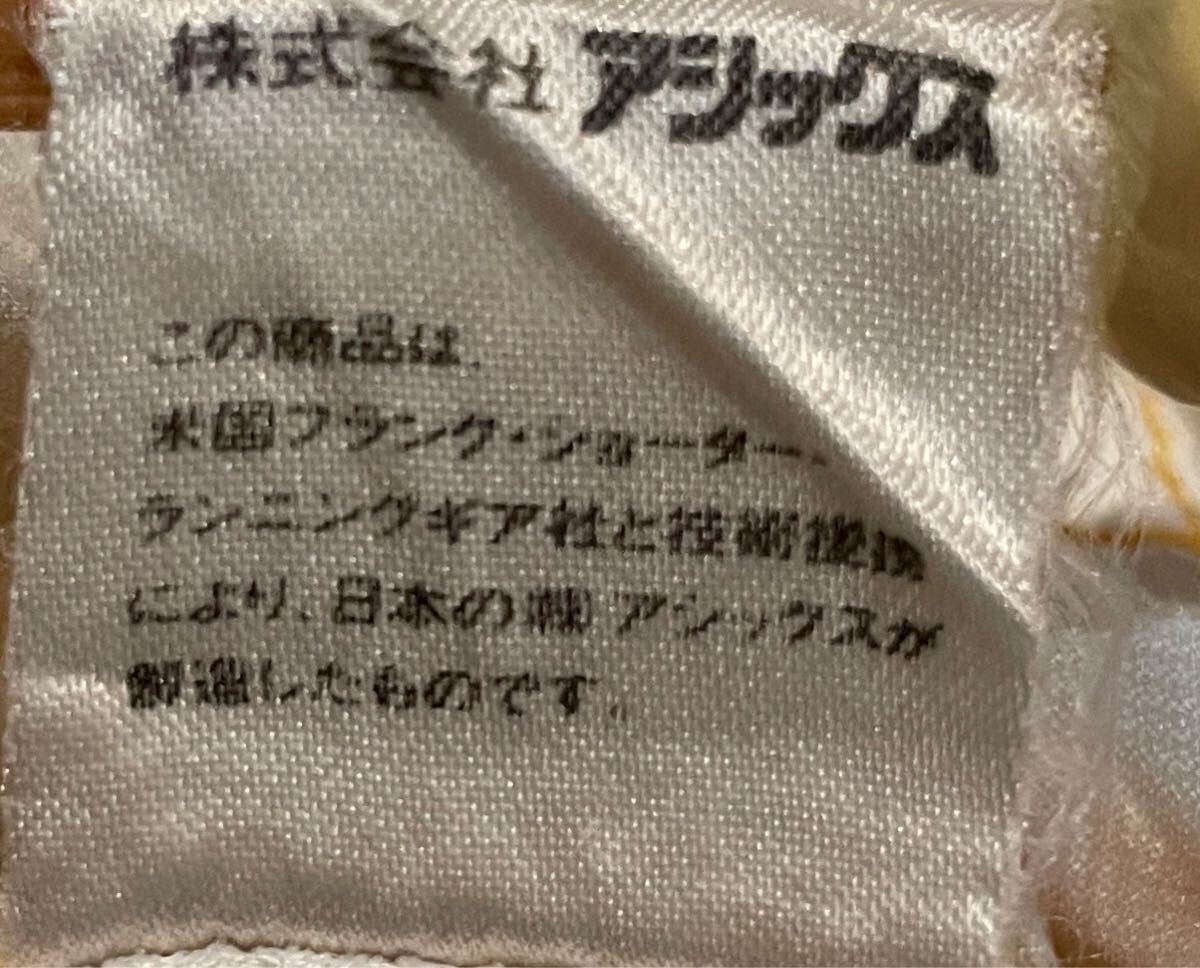 株式会社 アシックス
この商品は、
米国フランク・ショーター・
ランニングギア社と技術提携
により、日本の㈱アシックスが
製造したものです。